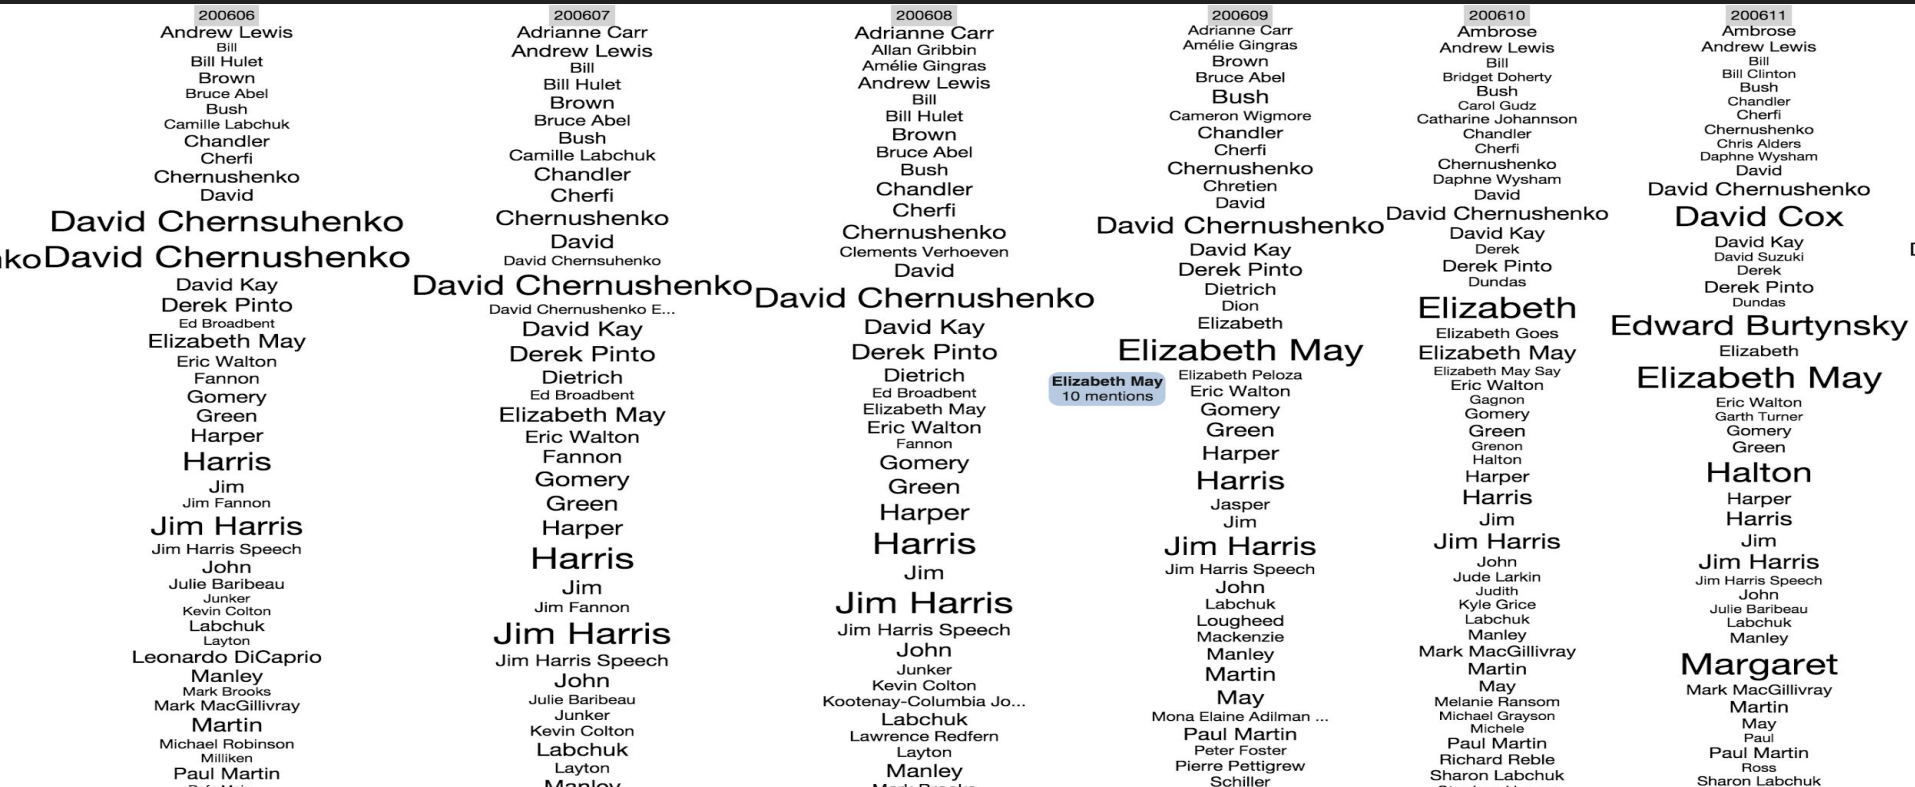 200606
Andrew Lewis
Bill
Bill Hulet
Brown
Bruce Abel
Bush
Camille Labchuk
Chandler
Cherfi
Chernushenko
David
David Chernsuhenko
nko
David Chernushenko
David Kay
Derek Pinto
Ed Broadbent
Elizabeth May
Eric Walton
Fannon
Gomery
Green
Harper
Harris
Jim
Jim Fannon
Jim Harris
Jim Harris Speech
John
Julie Baribeau
Junker
Kevin Colton
Labchuk
Layton
Leonardo DiCaprio
Manley
Mark Brooks
Mark MacGillivray
Martin
Michael Robinson
Milliken
Paul Martin
200607
Adrianne Carr
Andrew Lewis
Bill
Bill Hulet
Brown
Bruce Abel
Bush
Camille Labchuk
Chandler
Cherfi
Chernushenko
David
David Chernsuhenko
David Chernushenko
David Chernushenko E...
David Kay
Derek Pinto
Dietrich
Ed Broadbent
Elizabeth May
Eric Walton
Fannon
Gomery
Green
Harper
Harris
Jim
Jim Fannon
Jim Harris
Jim Harris Speech
John
Julie Baribeau
Junker
Kevin Colton
Labchuk
Layton
Manley
200608
Adrianne Carr
Allan Gribbin
Amélie Gingras
Andrew Lewis
Bill
Bill Hulet
Brown
Bruce Abel
Bush
Chandler
Cherfi
Chernushenko
Clements Verhoeven
David
David Chernushenko
David Kay
Derek Pinto
Dietrich
Ed Broadbent
Elizabeth May
Eric Walton
Fannon
Gomery
Green
Harper
Harris
Jim
Jim Harris
Jim Harris Speech
John
Junker
Kevin Colton
Kootenay-Columbia Jo...
Labchuk
Lawrence Redfern
Layton
Manley
Mark Brooks
200609
Adrianne Carr
Amélie Gingras
Brown
Bruce Abel
Bush
Cameron Wigmore
Chandler
Cherfi
Chernushenko
Chretien
David
David Chernushenko
David Kay
Derek Pinto
Dietrich
Dion
Elizabeth
Elizabeth May
Elizabeth May
10 mentions
Elizabeth Peloza
Eric Walton
Gomery
Green
Harper
Harris
Jasper
Jim
Jim Harris
Jim Harris Speech
John
Labchuk
Lougheed
Mackenzie
Manley
Martin
May
Mona Elaine Adilman ...
Paul Martin
Peter Foster
Pierre Pettigrew
Schiller
200610
Ambrose
Andrew Lewis
Bill
Bridget Doherty
Bush
Carol Gudz
Catharine Johannson
Chandler
Cherfi
Chernushenko
Daphne Wysham
David
David Chernushenko
David Kay
Derek
Derek Pinto
Dundas
Elizabeth
Elizabeth Goes
Elizabeth May
Elizabeth May Say
Eric Walton
Gagnon
Gomery
Green
Grenon
Halton
Harper
Harris
Jim
Jim Harris
John
Jude Larkin
Judith
Kyle Grice
Labchuk
Manley
Mark MacGillivray
Martin
May
Melanie Ransom
Michael Grayson
Michele
Paul Martin
Richard Reble
Sharon Labchuk
200611
Ambrose
Andrew Lewis
Bill
Bill Clinton
Bush
Chandler
Cherfi
Chernushenko
Chris Alders
Daphne Wysham
David
David Chernushenko
David Cox
David Kay
David Suzuki
Derek
Derek Pinto
Dundas
Edward Burtynsky
Elizabeth
Elizabeth May
Eric Walton
Garth Turner
Gomery
Green
Halton
Harper
Harris
Jim
Jim Harris
Jim Harris Speech
John
Julie Baribeau
Labchuk
Manley
Margaret
Mark MacGillivray
Martin
May
Paul
Paul Martin
Ross
Sharon Labchuk